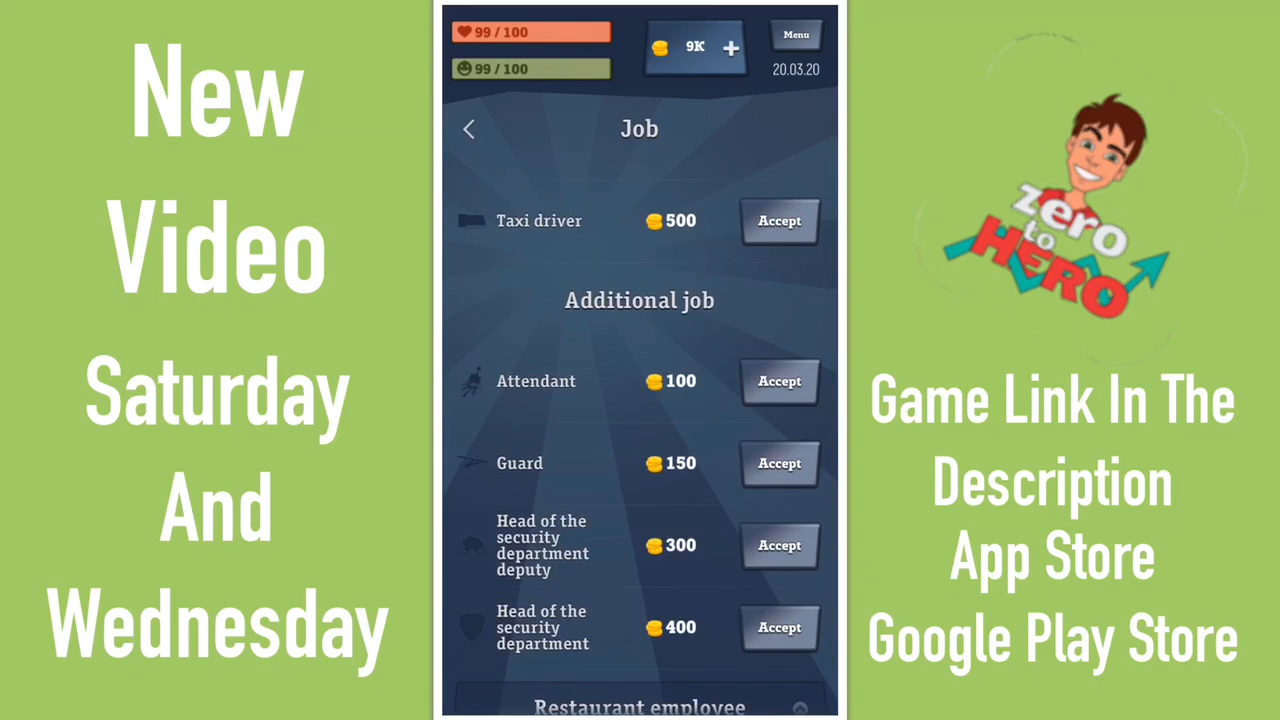 New
Video
Saturday
And
Wednesday
99 / 100
99 / 100
9K
Menu
20.03.20
Job
Taxi driver 500 Accept
Additional job
Attendant 100 Accept
Guard 150 Accept
Head of the
security
department
deputy
300 Accept
Head of the
security
department
400 Accept
Restaurant employee
zero
to
HERO
Game Link In The
Description
App Store
Google Play Store